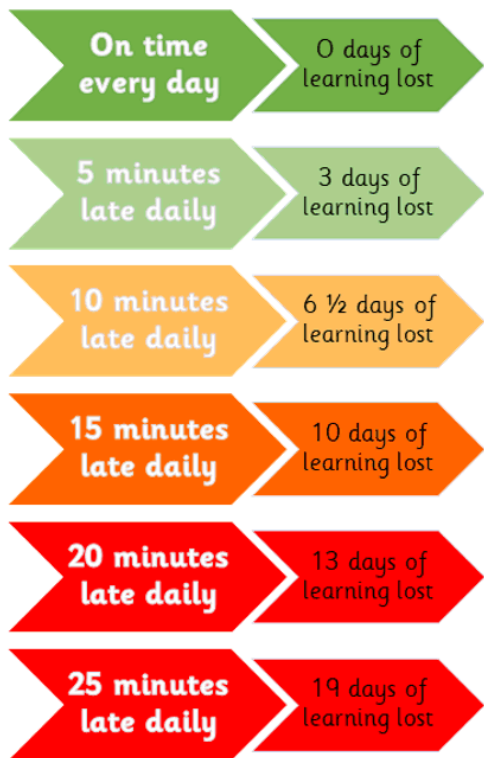 On time
every day
0 days of
learning lost
5 minutes
late daily
3 days of
learning lost
10 minutes
late daily
6 ½ days of
learning lost
15 minutes
late daily
10 days of
learning lost
20 minutes
late daily
13 days of
learning lost
25 minutes
late daily
19 days of
learning lost